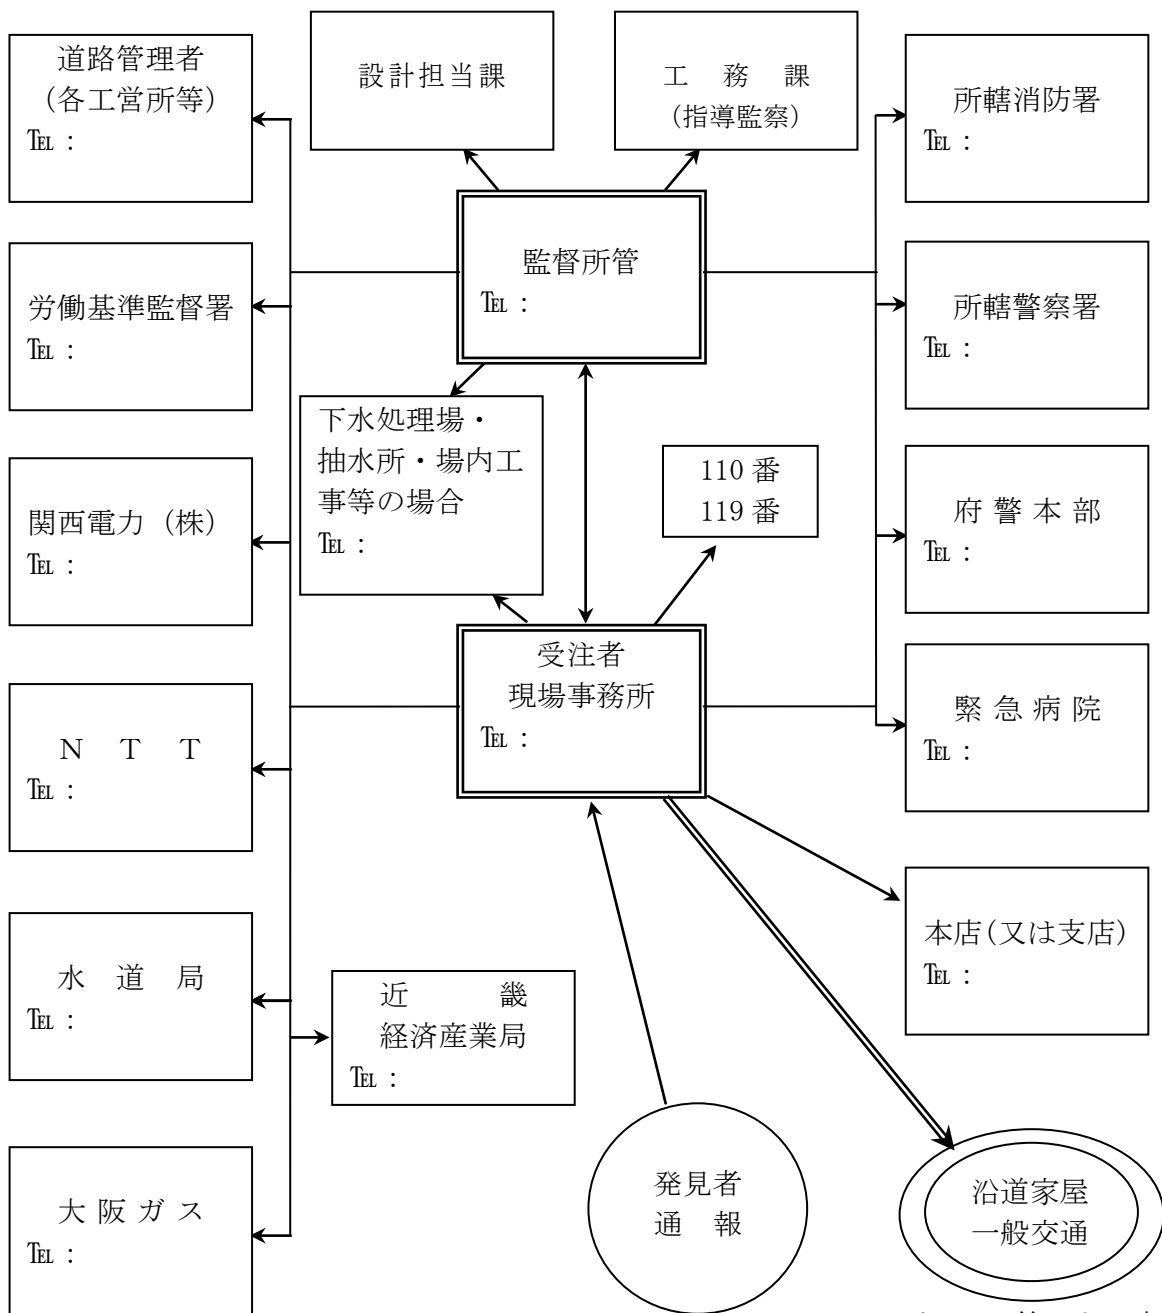 道路管理者
(各工営所等)
℡：
設計担当課
工　務　課
(指導監察)
所轄消防署
℡：
監督所管
℡：
労働基準監督署
℡：
所轄警察署
℡：
下水処理場・
抽水所・場内工
事等の場合
℡：
110 番
119 番
関西電力（株）
℡：
府 警 本 部
℡：
受注者
現場事務所
℡：
緊 急 病 院
℡：
Ｎ　Ｔ　Ｔ
℡：
本店(又は支店)
℡：
水　道　局
℡：
近　　　畿
経済産業局
℡：
発見者
通　報
沿道家屋
一般交通
大 阪 ガ ス
℡：